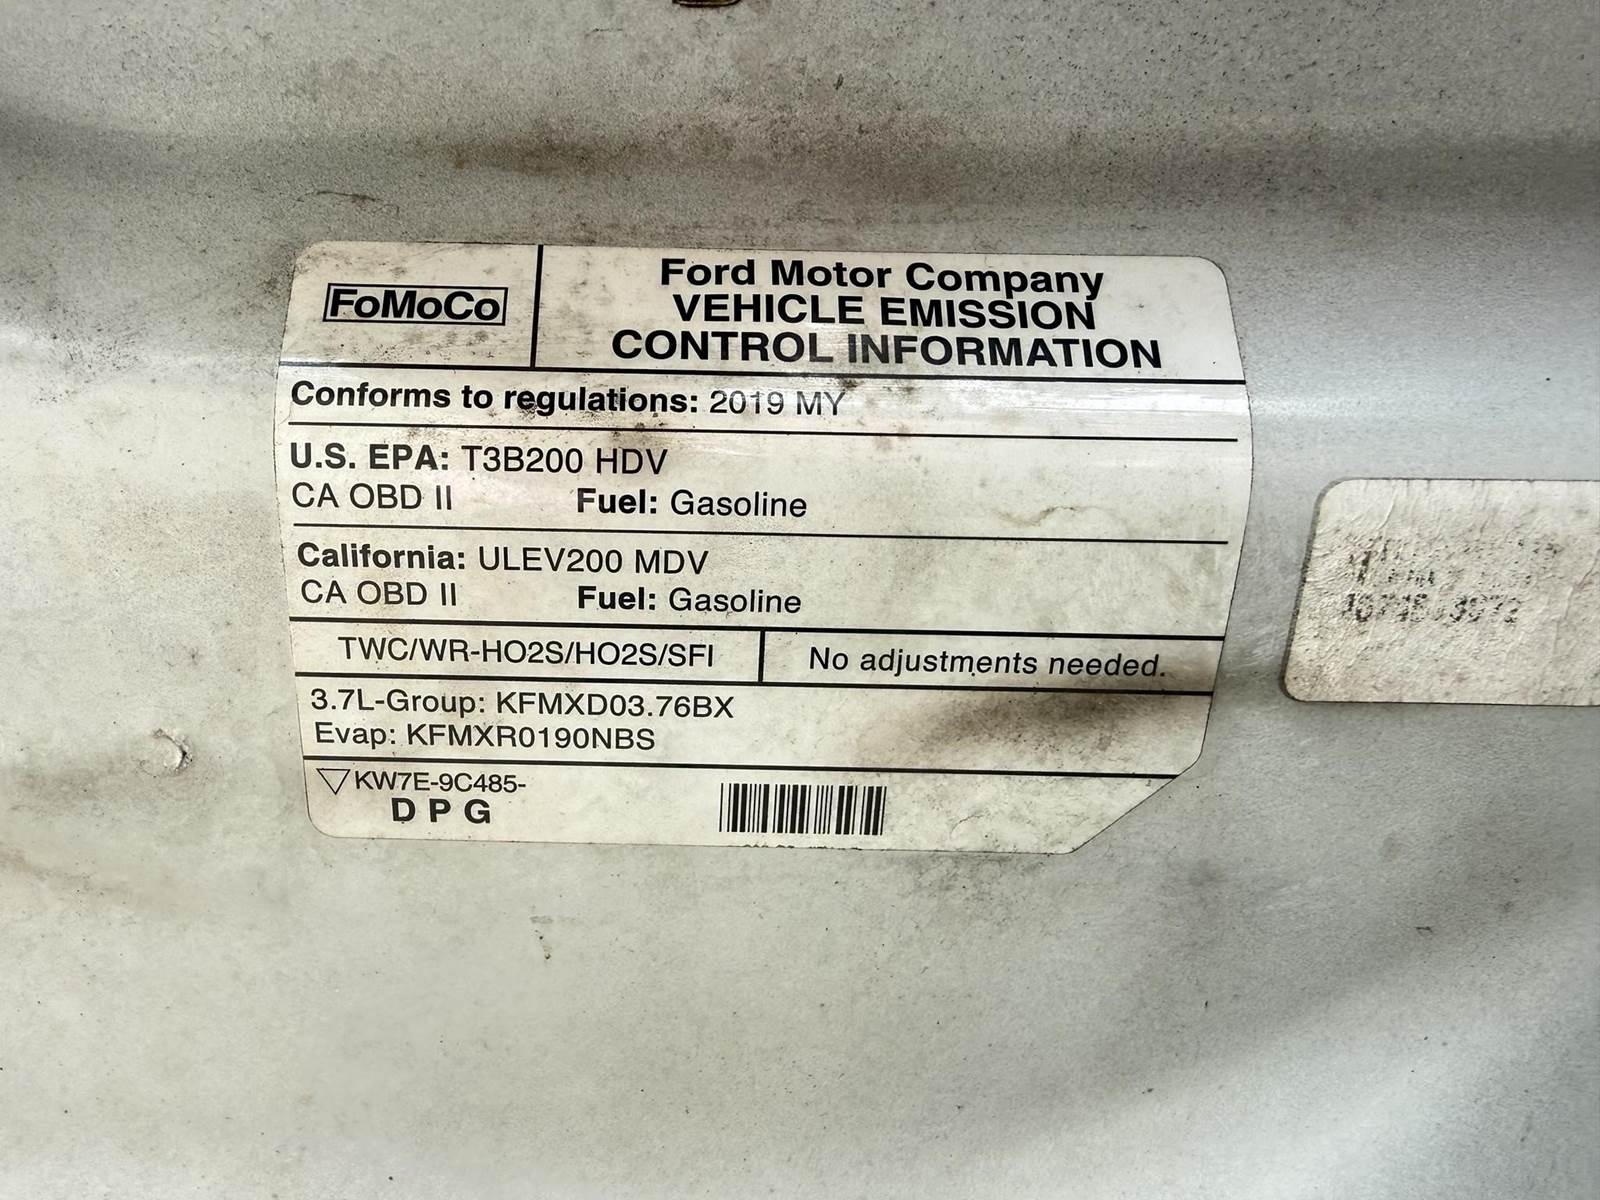 FoMoCo
Ford Motor Company
VEHICLE EMISSION
CONTROL INFORMATION
Conforms to regulations: 2019 MY
U.S. EPA: T3B200 HDV
CA OBD II Fuel: Gasoline
California: ULEV200 MDV
CA OBD II Fuel: Gasoline
TWC/WR-HO2S/HO2S/SFI
No adjustments needed.
3.7L-Group: KFMXD03.76BX
Evap: KFMXR0190NBS
KW7E-9C485-
D P G